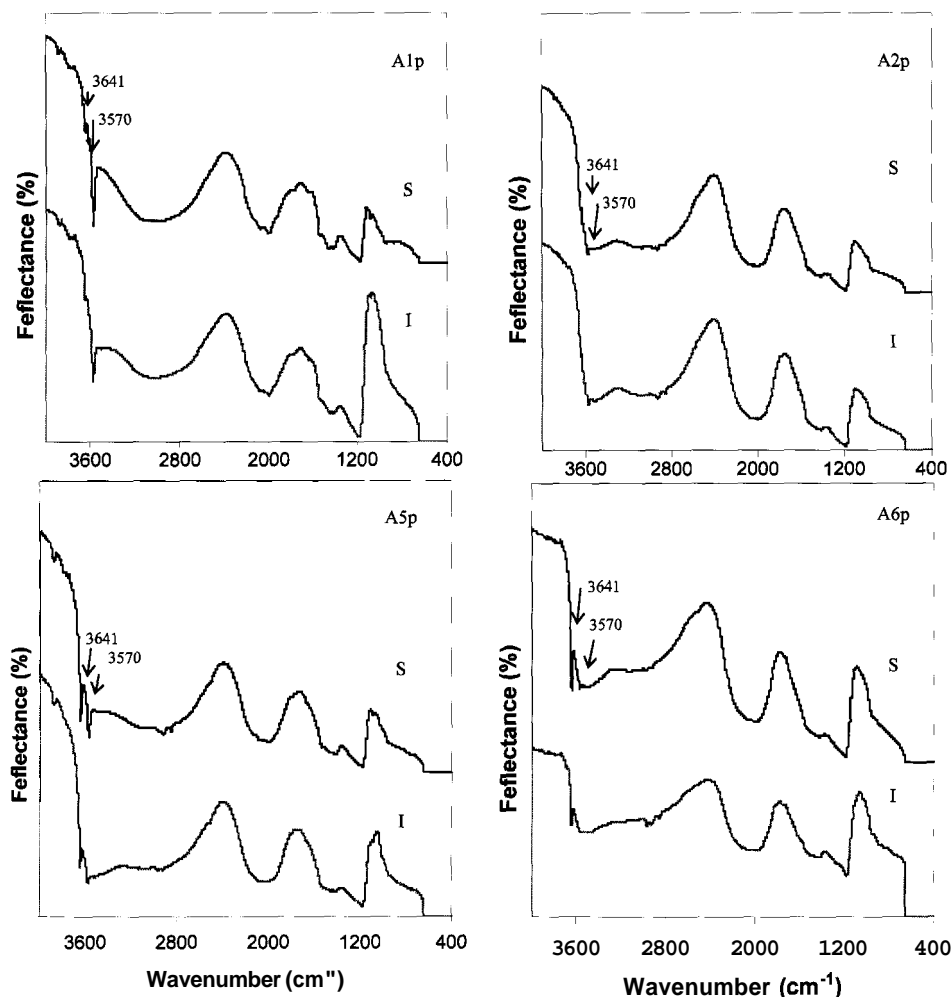 A1p
3641
3570
S
I
Feflectance (%)
3600 2800 2000 1200 400
A2p
3641
3570
S
I
Feflectance (%)
3600 2800 2000 1200 400
A5p
3641
3570
S
I
Feflectance (%)
3600 2800 2000 1200 400
Wavenumber (cm")
A6p
3641
3570
S
I
Feflectance (%)
3600 2800 2000 1200 400
Wavenumber (cm⁻¹)